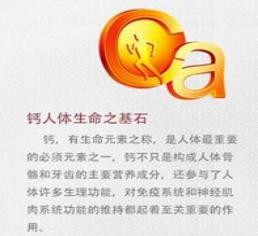 Ca
钙人体生命之基石
钙，有生命元素之称，是人体最重要
的必须元素之一，钙不只是构成人体骨
骼和牙齿的主要营养成分，还参与了人
体许多生理功能，对免疫系统和神经肌
肉系统功能的维持都起着至关重要的作
用。